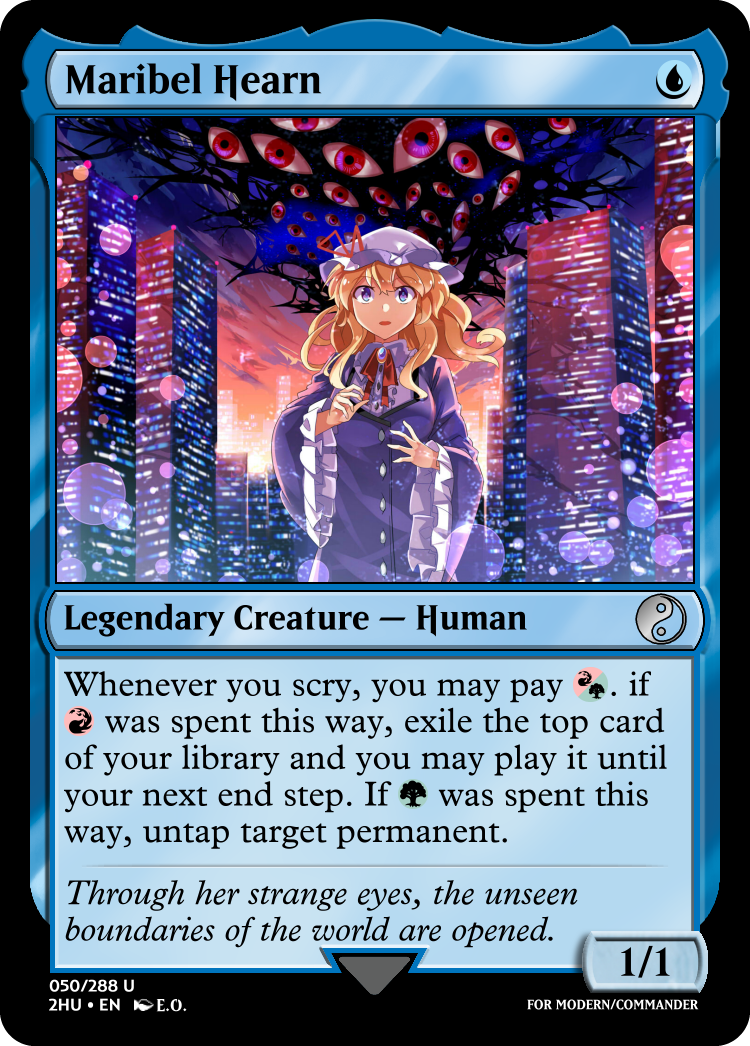 Maribel Hearn
Legendary Creature — Human
Whenever you scry, you may pay . if
was spent this way, exile the top card
of your library and you may play it until
your next end step. If was spent this
way, untap target permanent.
Through her strange eyes, the unseen
boundaries of the world are opened.
1/1
050/288 U
2HU • EN E.O.
FOR MODERN/COMMANDER